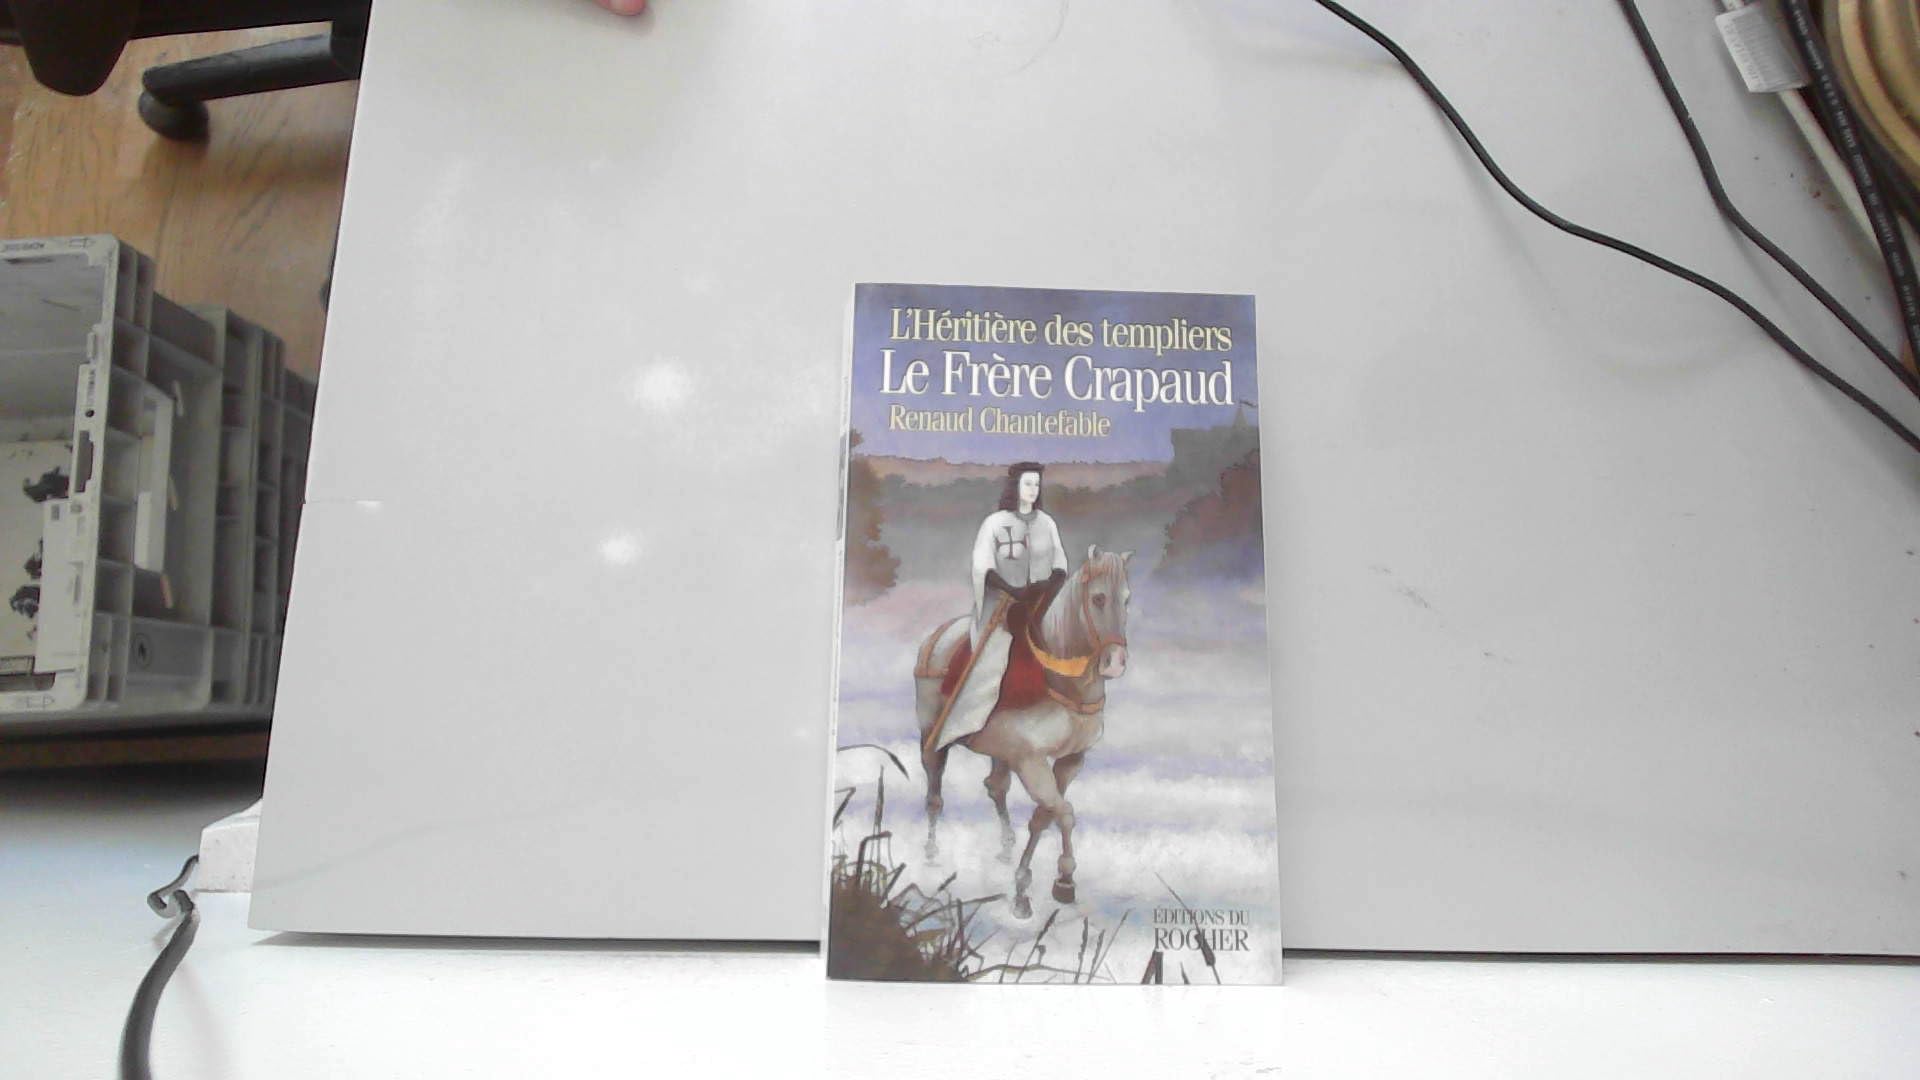 L'Héritière des templiers
Le Frère Crapaud
Renaud Chantefable
ÉDITIONS DU
ROCHER